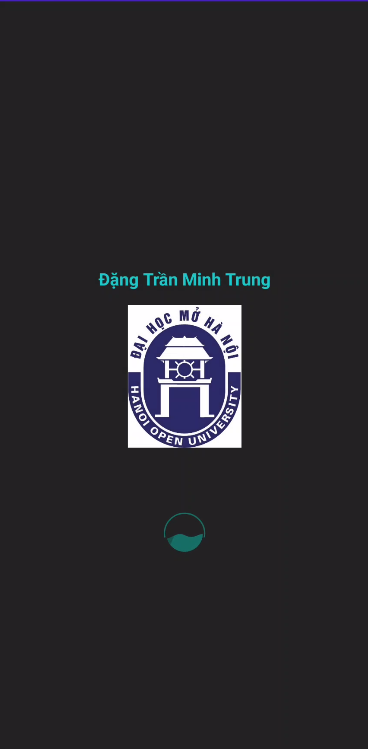 Đặng Trần Minh Trung
ĐẠI HỌC MỞ HÀ NỘI
HANOI OPEN UNIVERSITY